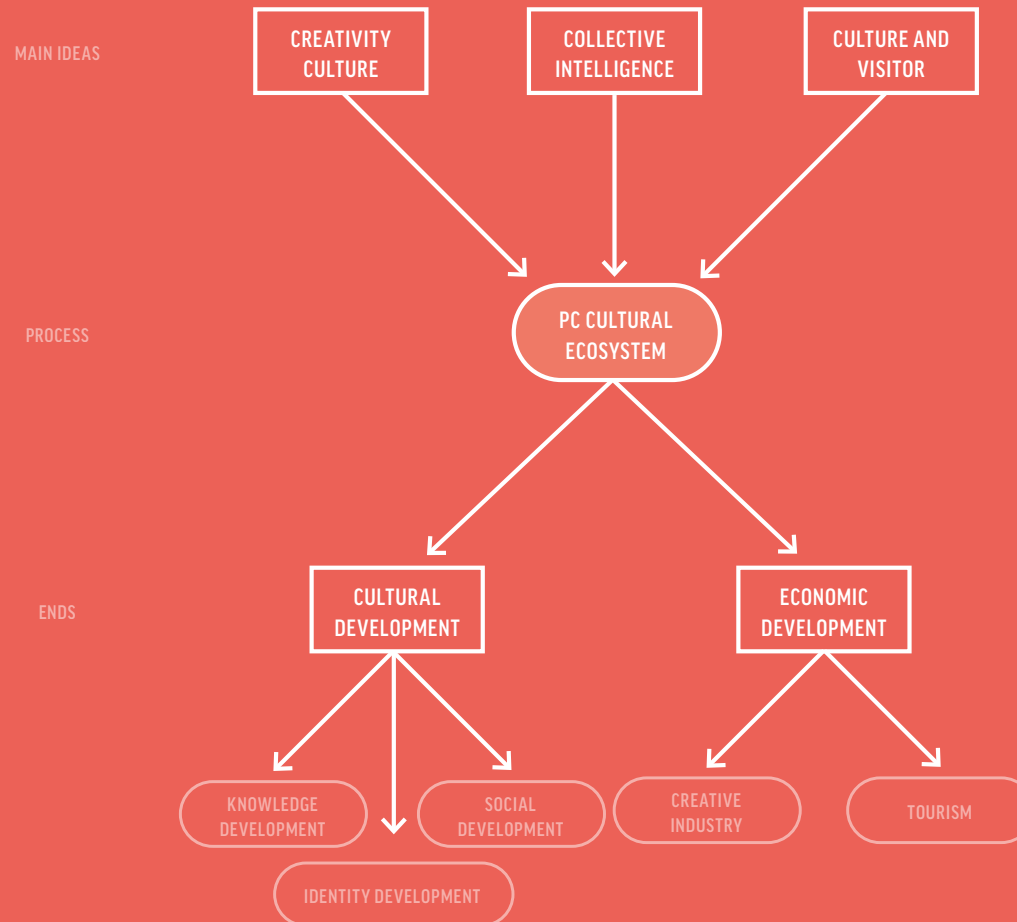 MAIN IDEAS
CREATIVITY
CULTURE
COLLECTIVE
INTELLIGENCE
CULTURE AND
VISITOR
PROCESS
PC CULTURAL
ECOSYSTEM
ENDS
CULTURAL
DEVELOPMENT
ECONOMIC
DEVELOPMENT
KNOWLEDGE
DEVELOPMENT
SOCIAL
DEVELOPMENT
CREATIVE
INDUSTRY
TOURISM
IDENTITY DEVELOPMENT